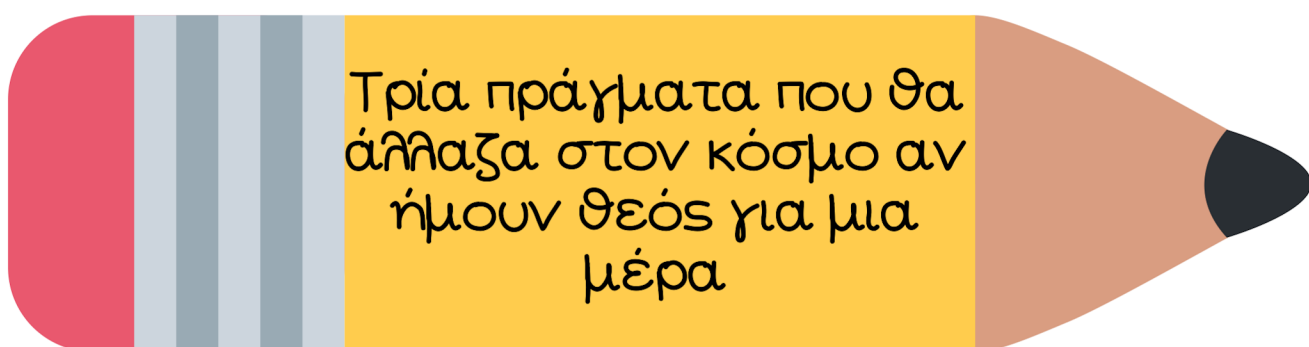 Τρία πράγματα που θα
άλλαζα στον κόσμο αν
ήμουν θεός για μια
μέρα